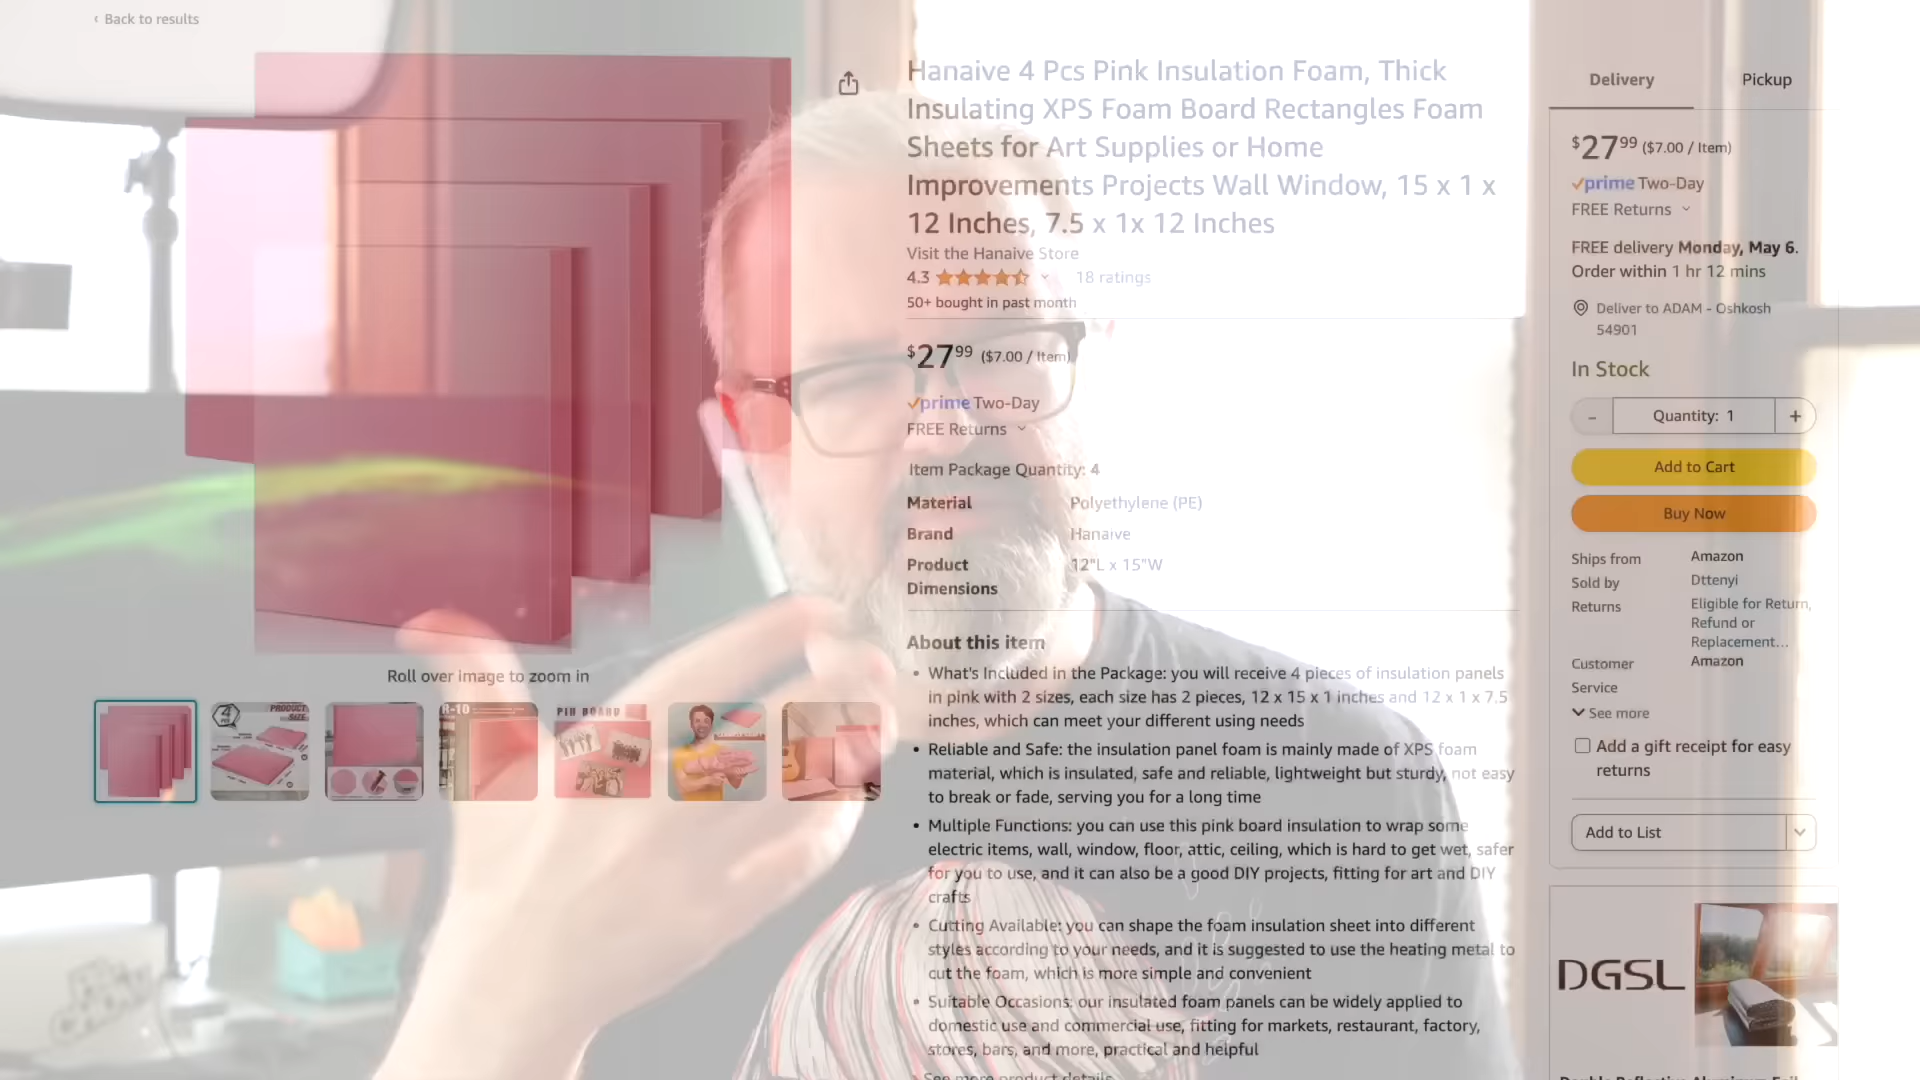 ‹ Back to results
Hanaive 4 Pcs Pink Insulation Foam, Thick
Insulating XPS Foam Board Rectangles Foam
Sheets for Art Supplies or Home
Improvements Projects Wall Window, 15 x 1 x
12 Inches, 7.5 x 1x 12 Inches
Visit the Hanaive Store
4.3 18 ratings
50+ bought in past month
$27 99 ($7.00 / Item)
prime Two-Day
FREE Returns
Item Package Quantity: 4
Material Polyethylene (PE)
Brand Hanaive
Product 12"L x 15"W
Dimensions
About this item
• What's Included in the Package: you will receive 4 pieces of insulation panels
in pink with 2 sizes, each size has 2 pieces, 12 x 15 x 1 inches and 12 x 1 x 7.5
inches, which can meet your different using needs
• Reliable and Safe: the insulation panel foam is mainly made of XPS foam
material, which is insulated, safe and reliable, lightweight but sturdy, not easy
to break or fade, serving you for a long time
• Multiple Functions: you can use this pink board insulation to wrap some
electric items, wall, window, floor, attic, ceiling, which is hard to get wet, safer
for you to use, and it can also be a good DIY projects, fitting for art and DIY
crafts
• Cutting Available: you can shape the foam insulation sheet into different
styles according to your needs, and it is suggested to use the heating metal to
cut the foam, which is more simple and convenient
• Suitable Occasions: our insulated foam panels can be widely applied to
domestic use and commercial use, fitting for markets, restaurant, factory,
stores, bars, and more, practical and helpful
See more product details
Roll over image to zoom in
4
PRODUCT
SIZE
R-10
PIN BOARD
Delivery Pickup
$27 99 ($7.00 / Item)
prime Two-Day
FREE Returns
FREE delivery Monday, May 6.
Order within 1 hr 12 mins
Deliver to ADAM - Oshkosh
54901
In Stock
- Quantity: 1 +
Add to Cart
Buy Now
Ships from Amazon
Sold by Dttenyi
Returns Eligible for Return,
Refund or
Replacement...
Customer Amazon
Service
See more
Add a gift receipt for easy
returns
Add to List
DGSL